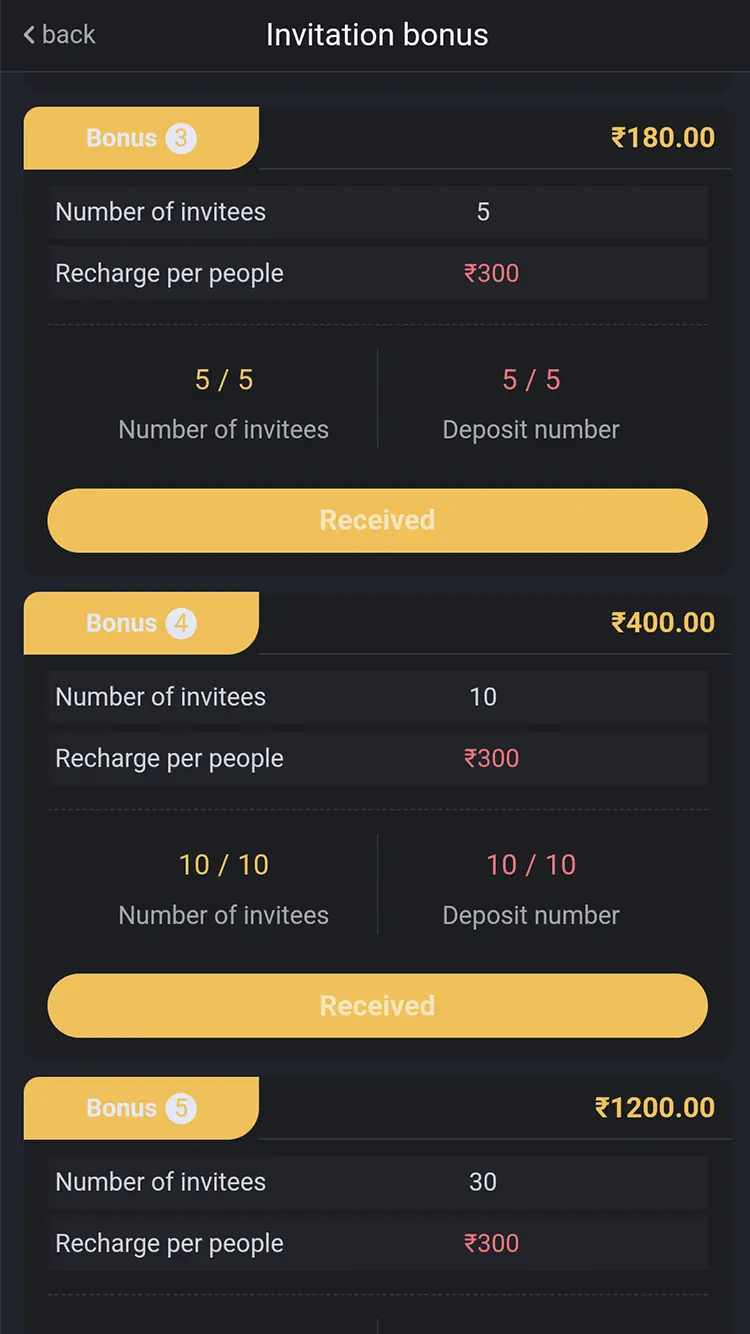 back
Invitation bonus
Bonus 3
₹180.00
Number of invitees 5
Recharge per people ₹300
5 / 5
5 / 5
Number of invitees
Deposit number
Received
Bonus 4
₹400.00
Number of invitees 10
Recharge per people ₹300
10 / 10
10 / 10
Number of invitees
Deposit number
Received
Bonus 5
₹1200.00
Number of invitees 30
Recharge per people ₹300